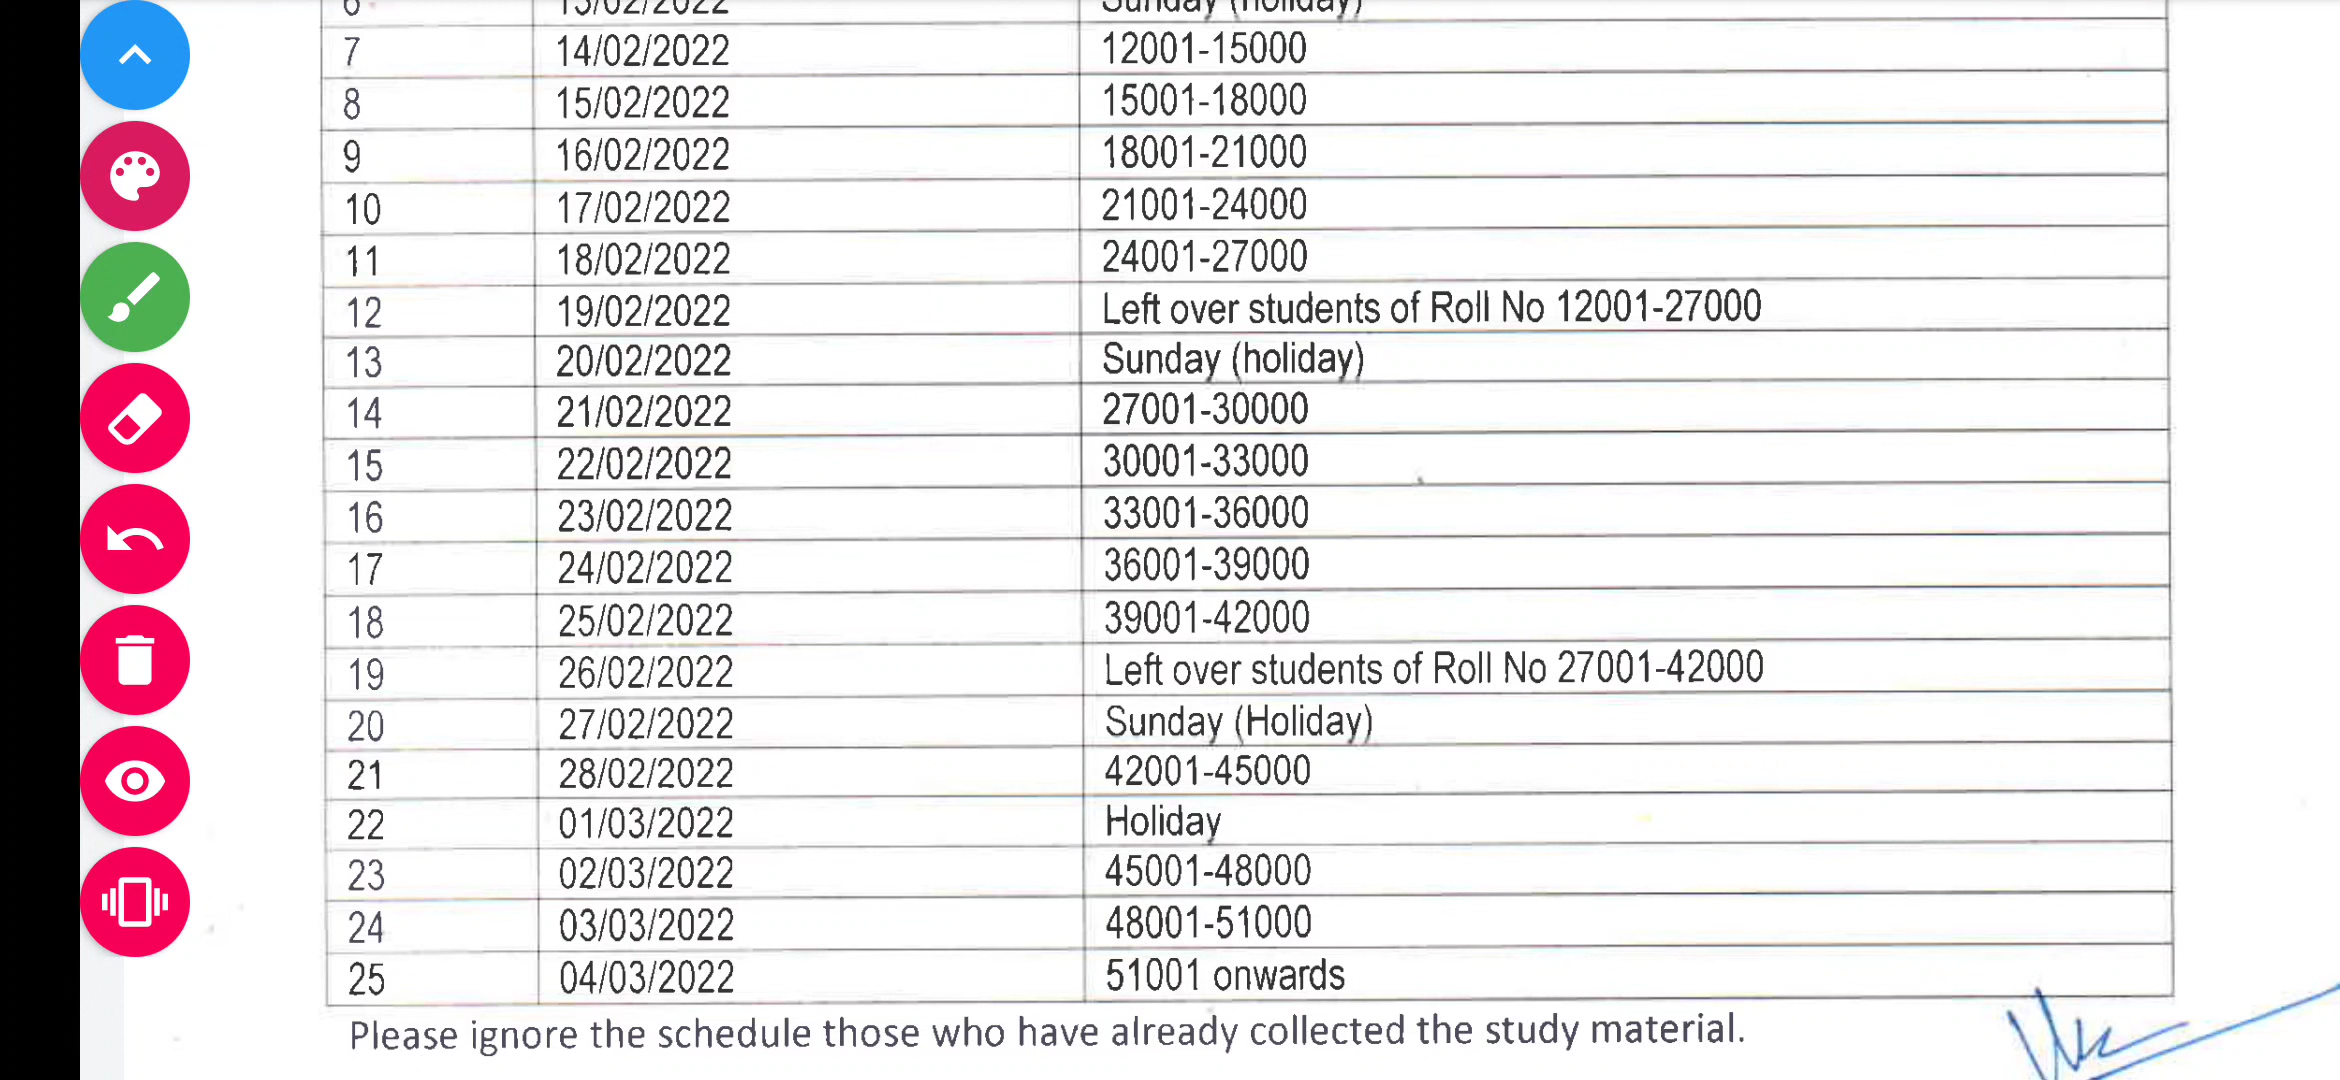 6 13/02/2022 Sunday (holiday)
7 14/02/2022 12001-15000
8 15/02/2022 15001-18000
9 16/02/2022 18001-21000
10 17/02/2022 21001-24000
11 18/02/2022 24001-27000
12 19/02/2022 Left over students of Roll No 12001-27000
13 20/02/2022 Sunday (holiday)
14 21/02/2022 27001-30000
15 22/02/2022 30001-33000
16 23/02/2022 33001-36000
17 24/02/2022 36001-39000
18 25/02/2022 39001-42000
19 26/02/2022 Left over students of Roll No 27001-42000
20 27/02/2022 Sunday (Holiday)
21 28/02/2022 42001-45000
22 01/03/2022 Holiday
23 02/03/2022 45001-48000
24 03/03/2022 48001-51000
25 04/03/2022 51001 onwards
Please ignore the schedule those who have already collected the study material.